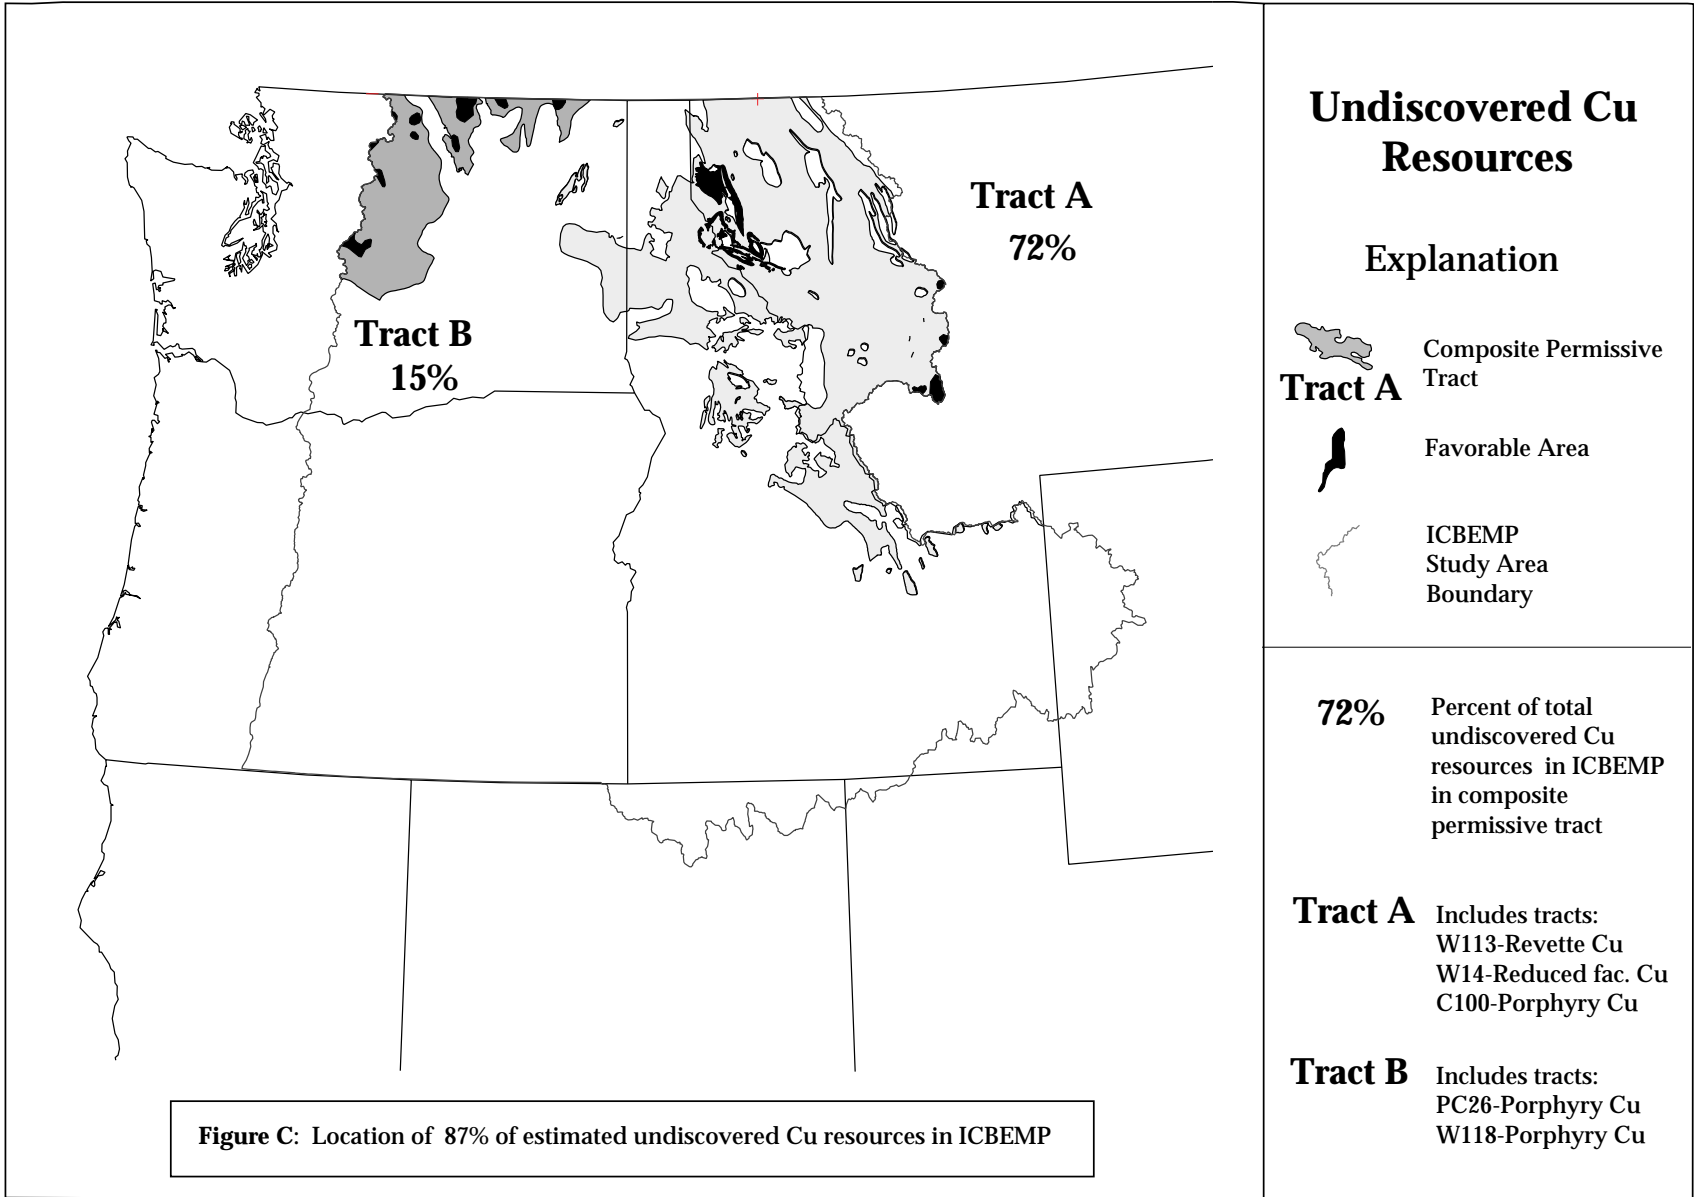 Tract A
72%
Tract B
15%
Figure C: Location of 87% of estimated undiscovered Cu resources in ICBEMP
Undiscovered Cu
Resources
Explanation
Tract A
Composite Permissive
Tract
Favorable Area
ICBEMP
Study Area
Boundary
72%
Percent of total
undiscovered Cu
resources in ICBEMP
in composite
permissive tract
Tract A
Includes tracts:
W113-Revette Cu
W14-Reduced fac. Cu
C100-Porphyry Cu
Tract B
Includes tracts:
PC26-Porphyry Cu
W118-Porphyry Cu